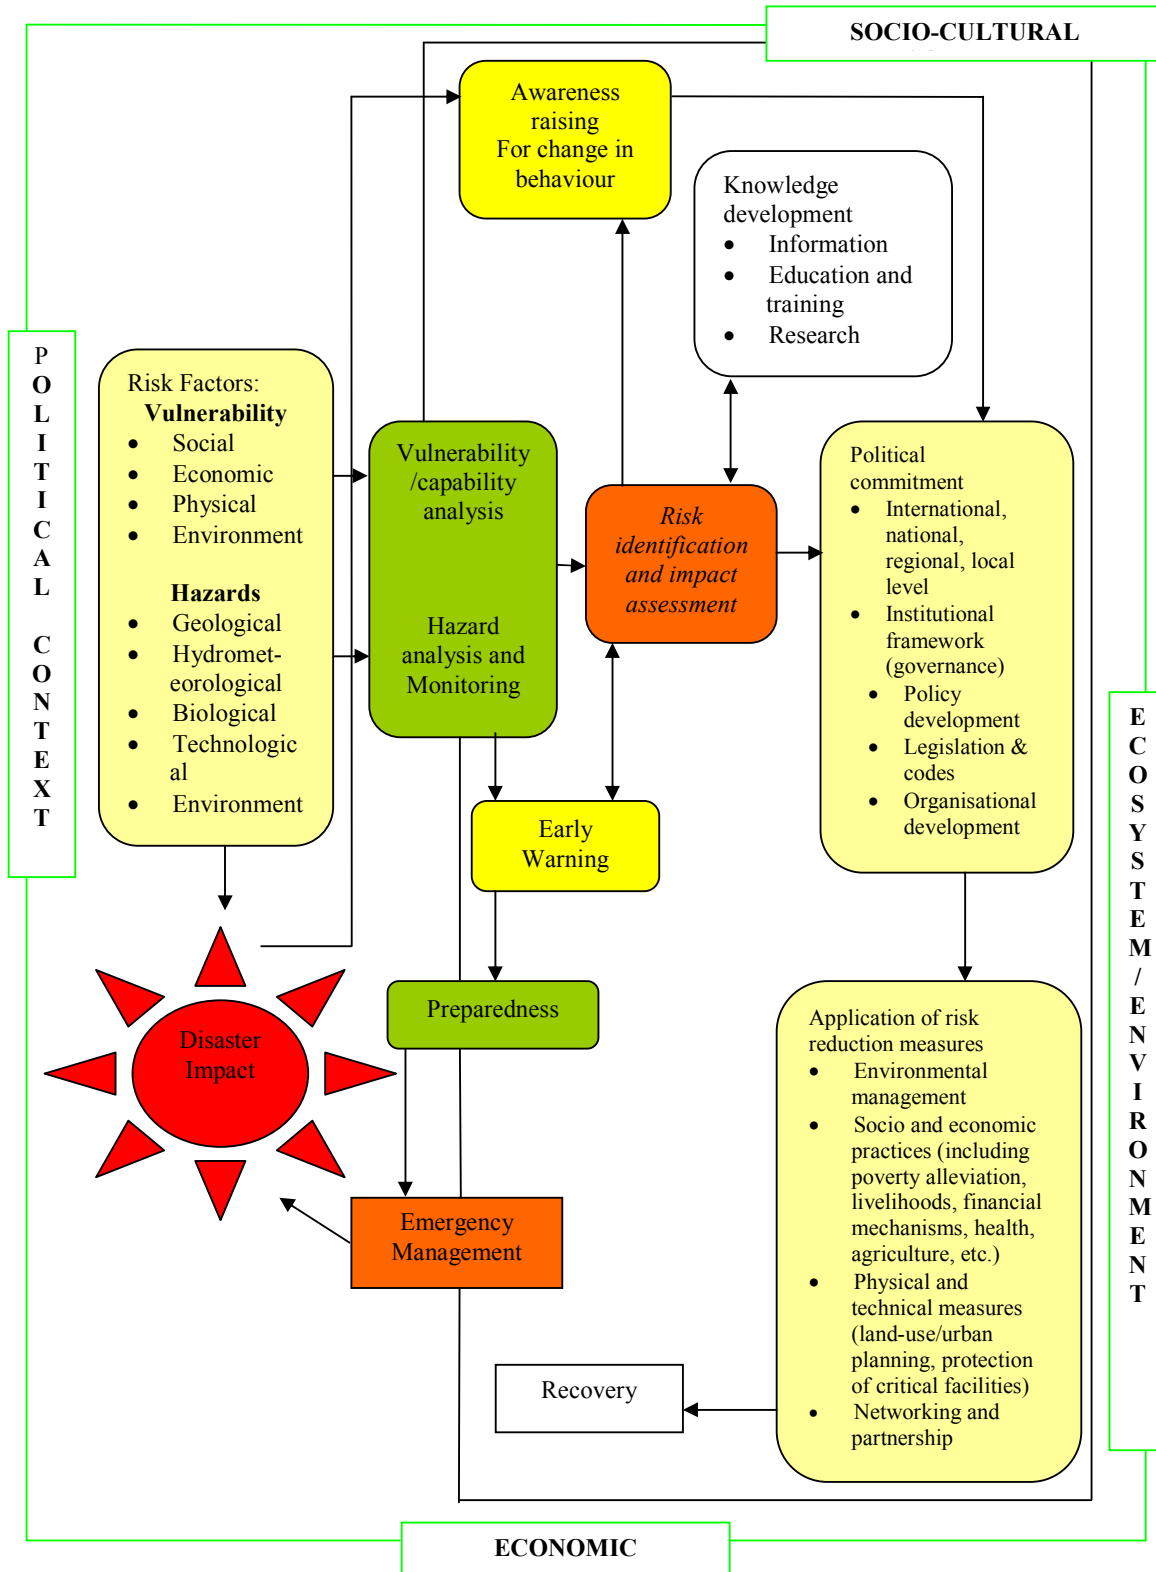 SOCIO-CULTURAL
Awareness
raising
For change in
behaviour
Knowledge
development
• Information
• Education and
training
• Research
POLITICAL CONTEXT
Risk Factors:
Vulnerability
• Social
• Economic
• Physical
• Environment
Hazards
• Geological
• Hydromet-
eorological
• Biological
• Technologic
al
• Environment
Vulnerability
/capability
analysis
Hazard
analysis and
Monitoring
Risk
identification
and impact
assessment
Political
commitment
• International,
national,
regional, local
level
• Institutional
framework
(governance)
• Policy
development
• Legislation &
codes
• Organisational
development
ECOSYSTEM/ENVIRONMENT
Early
Warning
Preparedness
Disaster
Impact
Emergency
Management
Application of risk
reduction measures
• Environmental
management
• Socio and economic
practices (including
poverty alleviation,
livelihoods, financial
mechanisms, health,
agriculture, etc.)
• Physical and
technical measures
(land-use/urban
planning, protection
of critical facilities)
• Networking and
partnership
Recovery
ECONOMIC